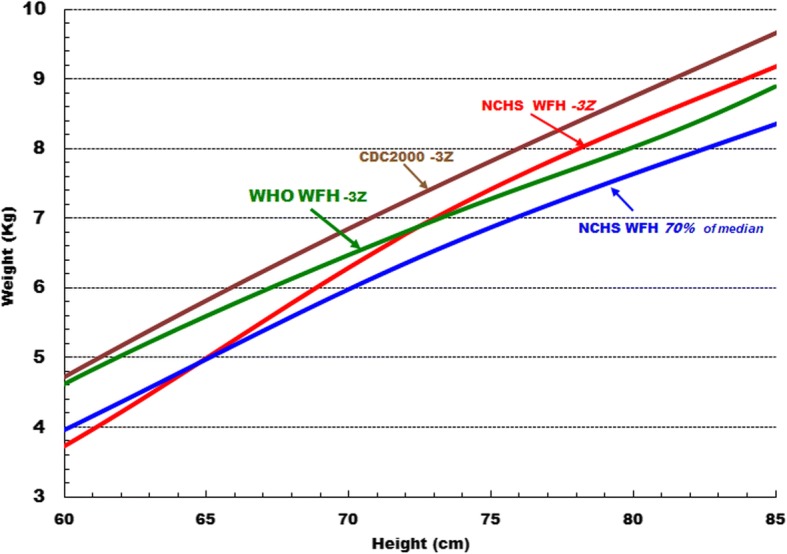 10
9
8
7
6
5
4
3
Weight (Kg)
NCHS WFH -3Z
CDC2000 -3Z
WHO WFH -3Z
NCHS WFH 70% of median
60 65 70 75 80 85
Height (cm)